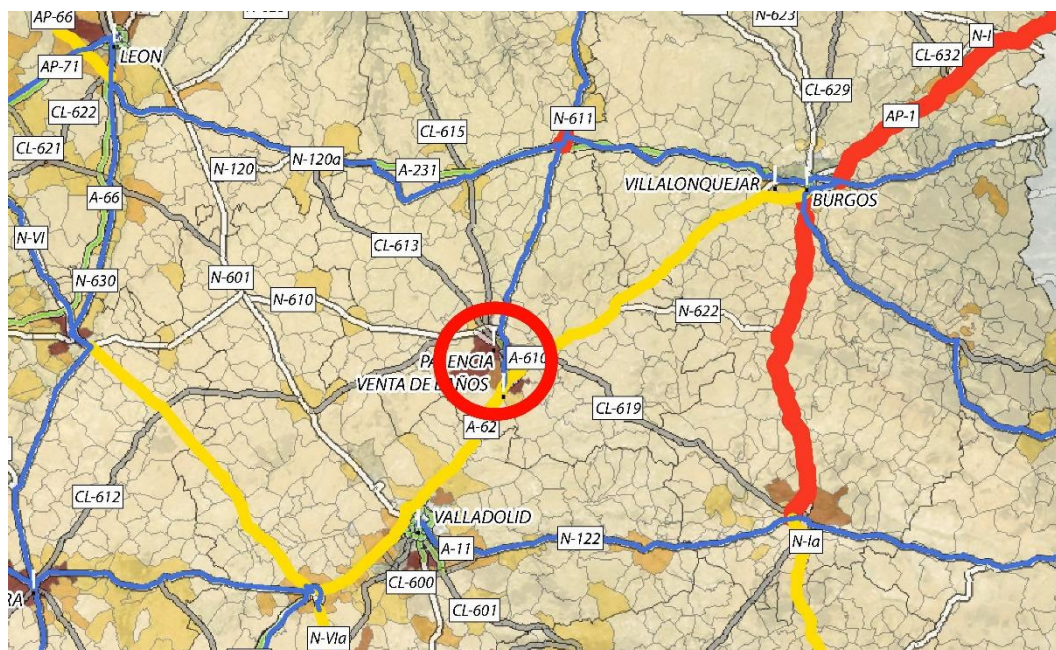 AP-66
N-623
N-I
LEON
CL-632
AP-71
CL-629
CL-622
AP-1
N-611
CL-615
CL-621
N-120a
N-120
A-231
VILLALONQUEJAR
A-66
BURGOS
N-VI
CL-613
N-630
N-601
N-610
N-622
PALENCIA
A-610
VENTA DE BAÑOS
CL-619
A-62
CL-612
VALLADOLID
N-122
A-11
N-Ia
CL-600
RA
CL-601
N-VIa